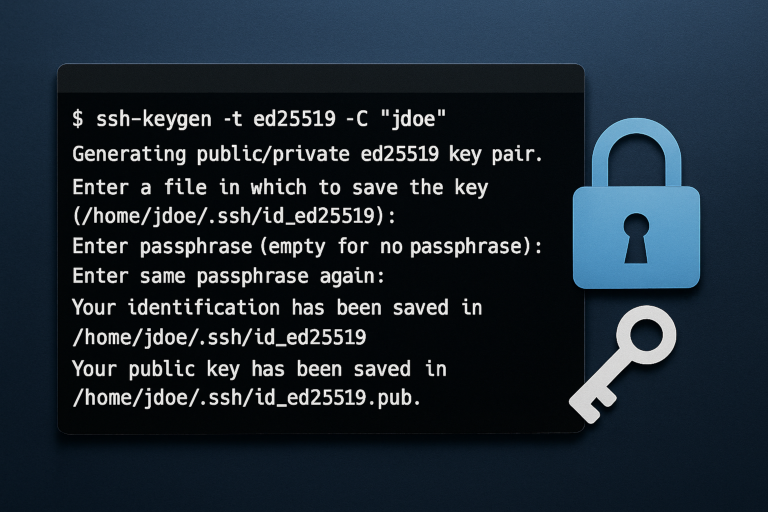 $ ssh-keygen -t ed25519 -C "jdoe"
Generating public/private ed25519 key pair.
Enter a file in which to save the key
(/home/jdoe/.ssh/id_ed25519):
Enter passphrase (empty for no passphrase):
Enter same passphrase again:
Your identification has been saved in
/home/jdoe/.ssh/id_ed25519
Your public key has been saved in
/home/jdoe/.ssh/id_ed25519.pub.